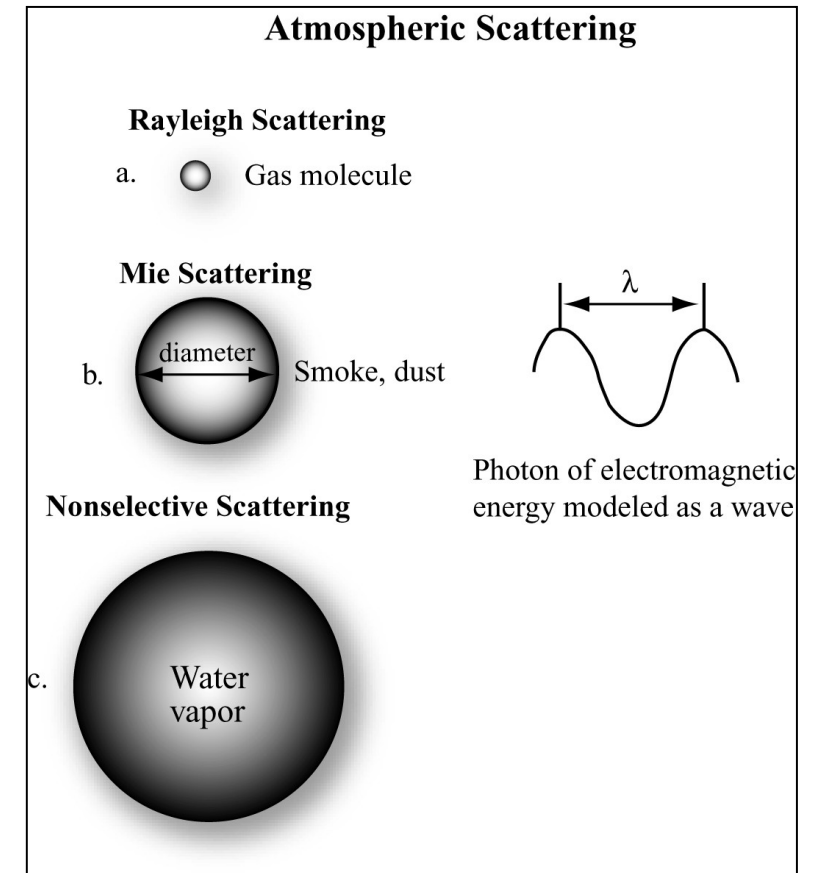 Atmospheric Scattering
Rayleigh Scattering
a.
Gas molecule
Mie Scattering
b.
diameter
Smoke, dust
λ
Photon of electromagnetic
energy modeled as a wave
Nonselective Scattering
c.
Water
vapor